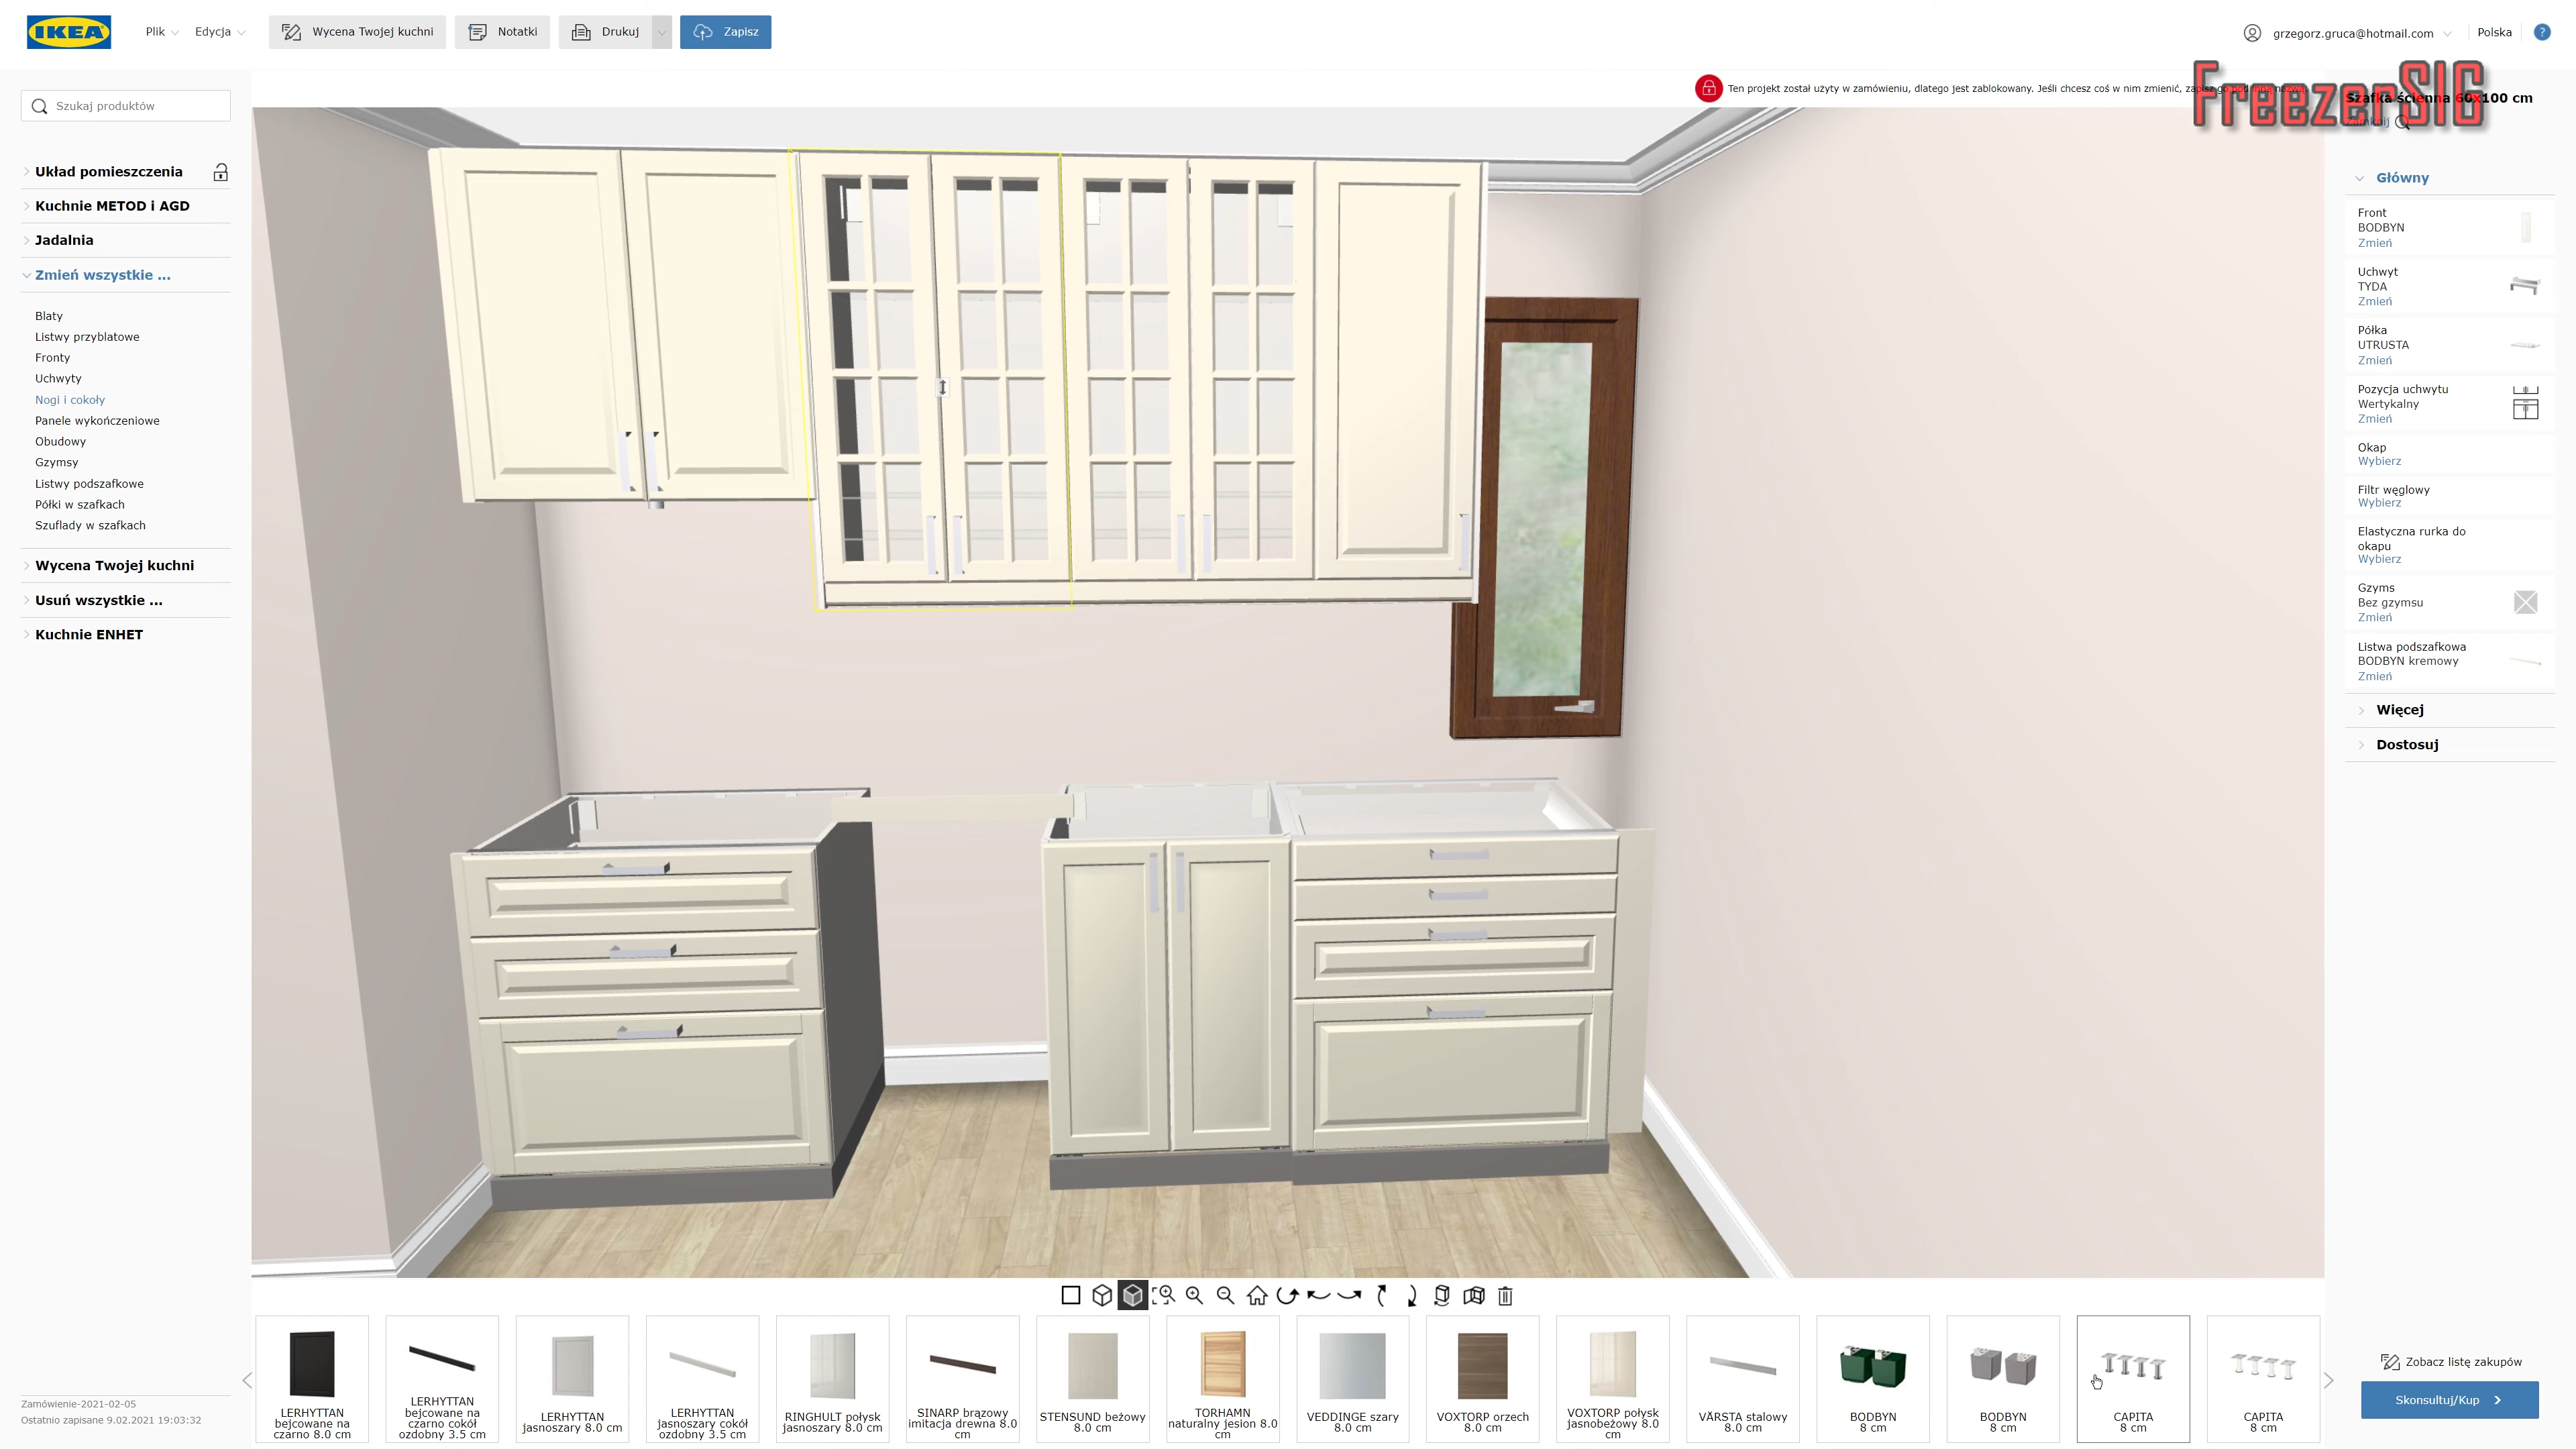 IKEA
Plik
Edycja
Wycena Twojej kuchni
Notatki
Drukuj
Zapisz
grzegorz.gruca@hotmail.com
Polska
?
Szukaj produktów
Układ pomieszczenia
Kuchnie METOD i AGD
Jadalnia
Zmień wszystkie ...
Blaty
Listwy przyblatowe
Fronty
Uchwyty
Nogi i cokoły
Panele wykończeniowe
Obudowy
Gzymsy
Listwy podszafkowe
Półki w szafkach
Szuflady w szafkach
Wycena Twojej kuchni
Usuń wszystkie ...
Kuchnie ENHET
Zamówienie-2021-02-05
Ostatnio zapisane 9.02.2021 19:03:32
Ten projekt został użyty w zamówieniu, dlatego jest zablokowany. Jeśli chcesz coś w nim zmienić,
FreezerSIG
Szafka ścienna 60x100 cm
Główny
Front
BODBYN
Zmień
Uchwyt
TYDA
Zmień
Półka
UTRUSTA
Zmień
Pozycja uchwytu
Wertykalny
Zmień
Okap
Wybierz
Filtr węglowy
Wybierz
Elastyczna rurka do
okapu
Wybierz
Gzyms
Bez gzymsu
Zmień
Listwa podszafkowa
BODBYN kremowy
Zmień
Więcej
Dostosuj
LERHYTTAN
bejcowane na
czarno 8.0 cm
LERHYTTAN
bejcowane na
czarno cokół
ozdobny 3.5 cm
LERHYTTAN
jasnoszary 8.0 cm
LERHYTTAN
jasnoszary cokół
ozdobny 3.5 cm
RINGHULT połysk
jasnoszary 8.0 cm
SINARP brązowy
imitacja drewna 8.0
cm
STENSUND beżowy
8.0 cm
TORHAMN
naturalny jesion 8.0
cm
VEDDINGE szary
8.0 cm
VOXTORP orzech
8.0 cm
VOXTORP połysk
jasnobeżowy 8.0
cm
VÄRSTA stalowy
8.0 cm
BODBYN
8 cm
BODBYN
8 cm
CAPITA
8 cm
CAPITA
8 cm
Zobacz listę zakupów
Skonsultuj/Kup